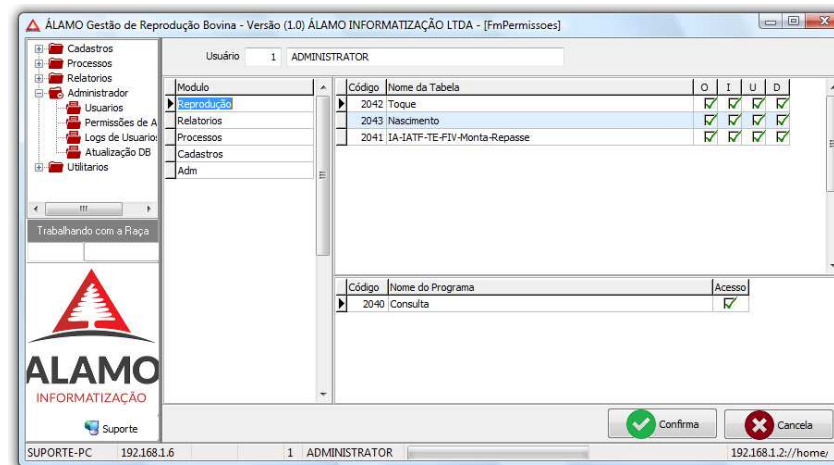 ÁLAMO Gestão de Reprodução Bovina - Versão (1.0) ÁLAMO INFORMATIZAÇÃO LTDA - [FmPermissoes]
Cadastros
Processos
Relatorios
Administrador
Usuarios
Permissões de A
Logs de Usuario
Atualização DB
Utilitarios
Trabalhando com a Raça
ALAMO
INFORMATIZAÇÃO
Suporte
Usuário 1 ADMINISTRATOR
Modulo
Reprodução
Relatorios
Processos
Cadastros
Adm
Código Nome da Tabela O I U D
2042 Toque
2043 Nascimento
2041 IA-IATF-TE-FIV-Monta-Repasse
Código Nome do Programa Acesso
2040 Consulta
Confirma Cancela
SUPORTE-PC 192.168.1.6 1 ADMINISTRATOR 192.168.1.2://home/